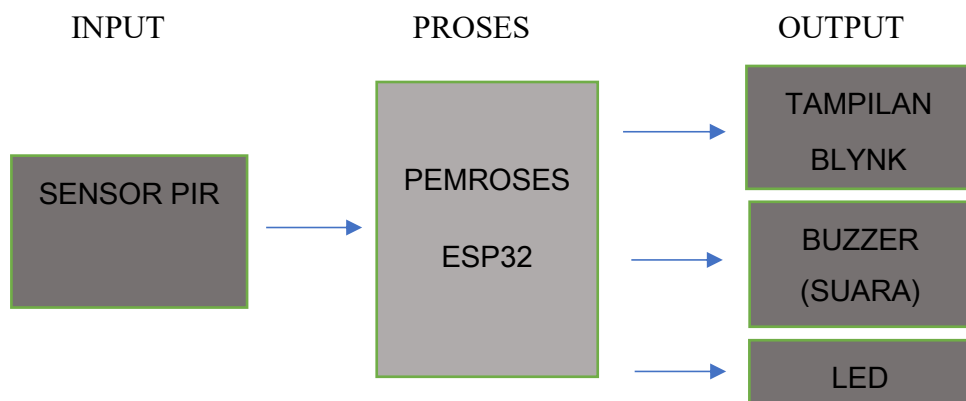 INPUT
PROSES
OUTPUT
SENSOR PIR
PEMROSES
ESP32
TAMPILAN
BLYNK
BUZZER
(SUARA)
LED